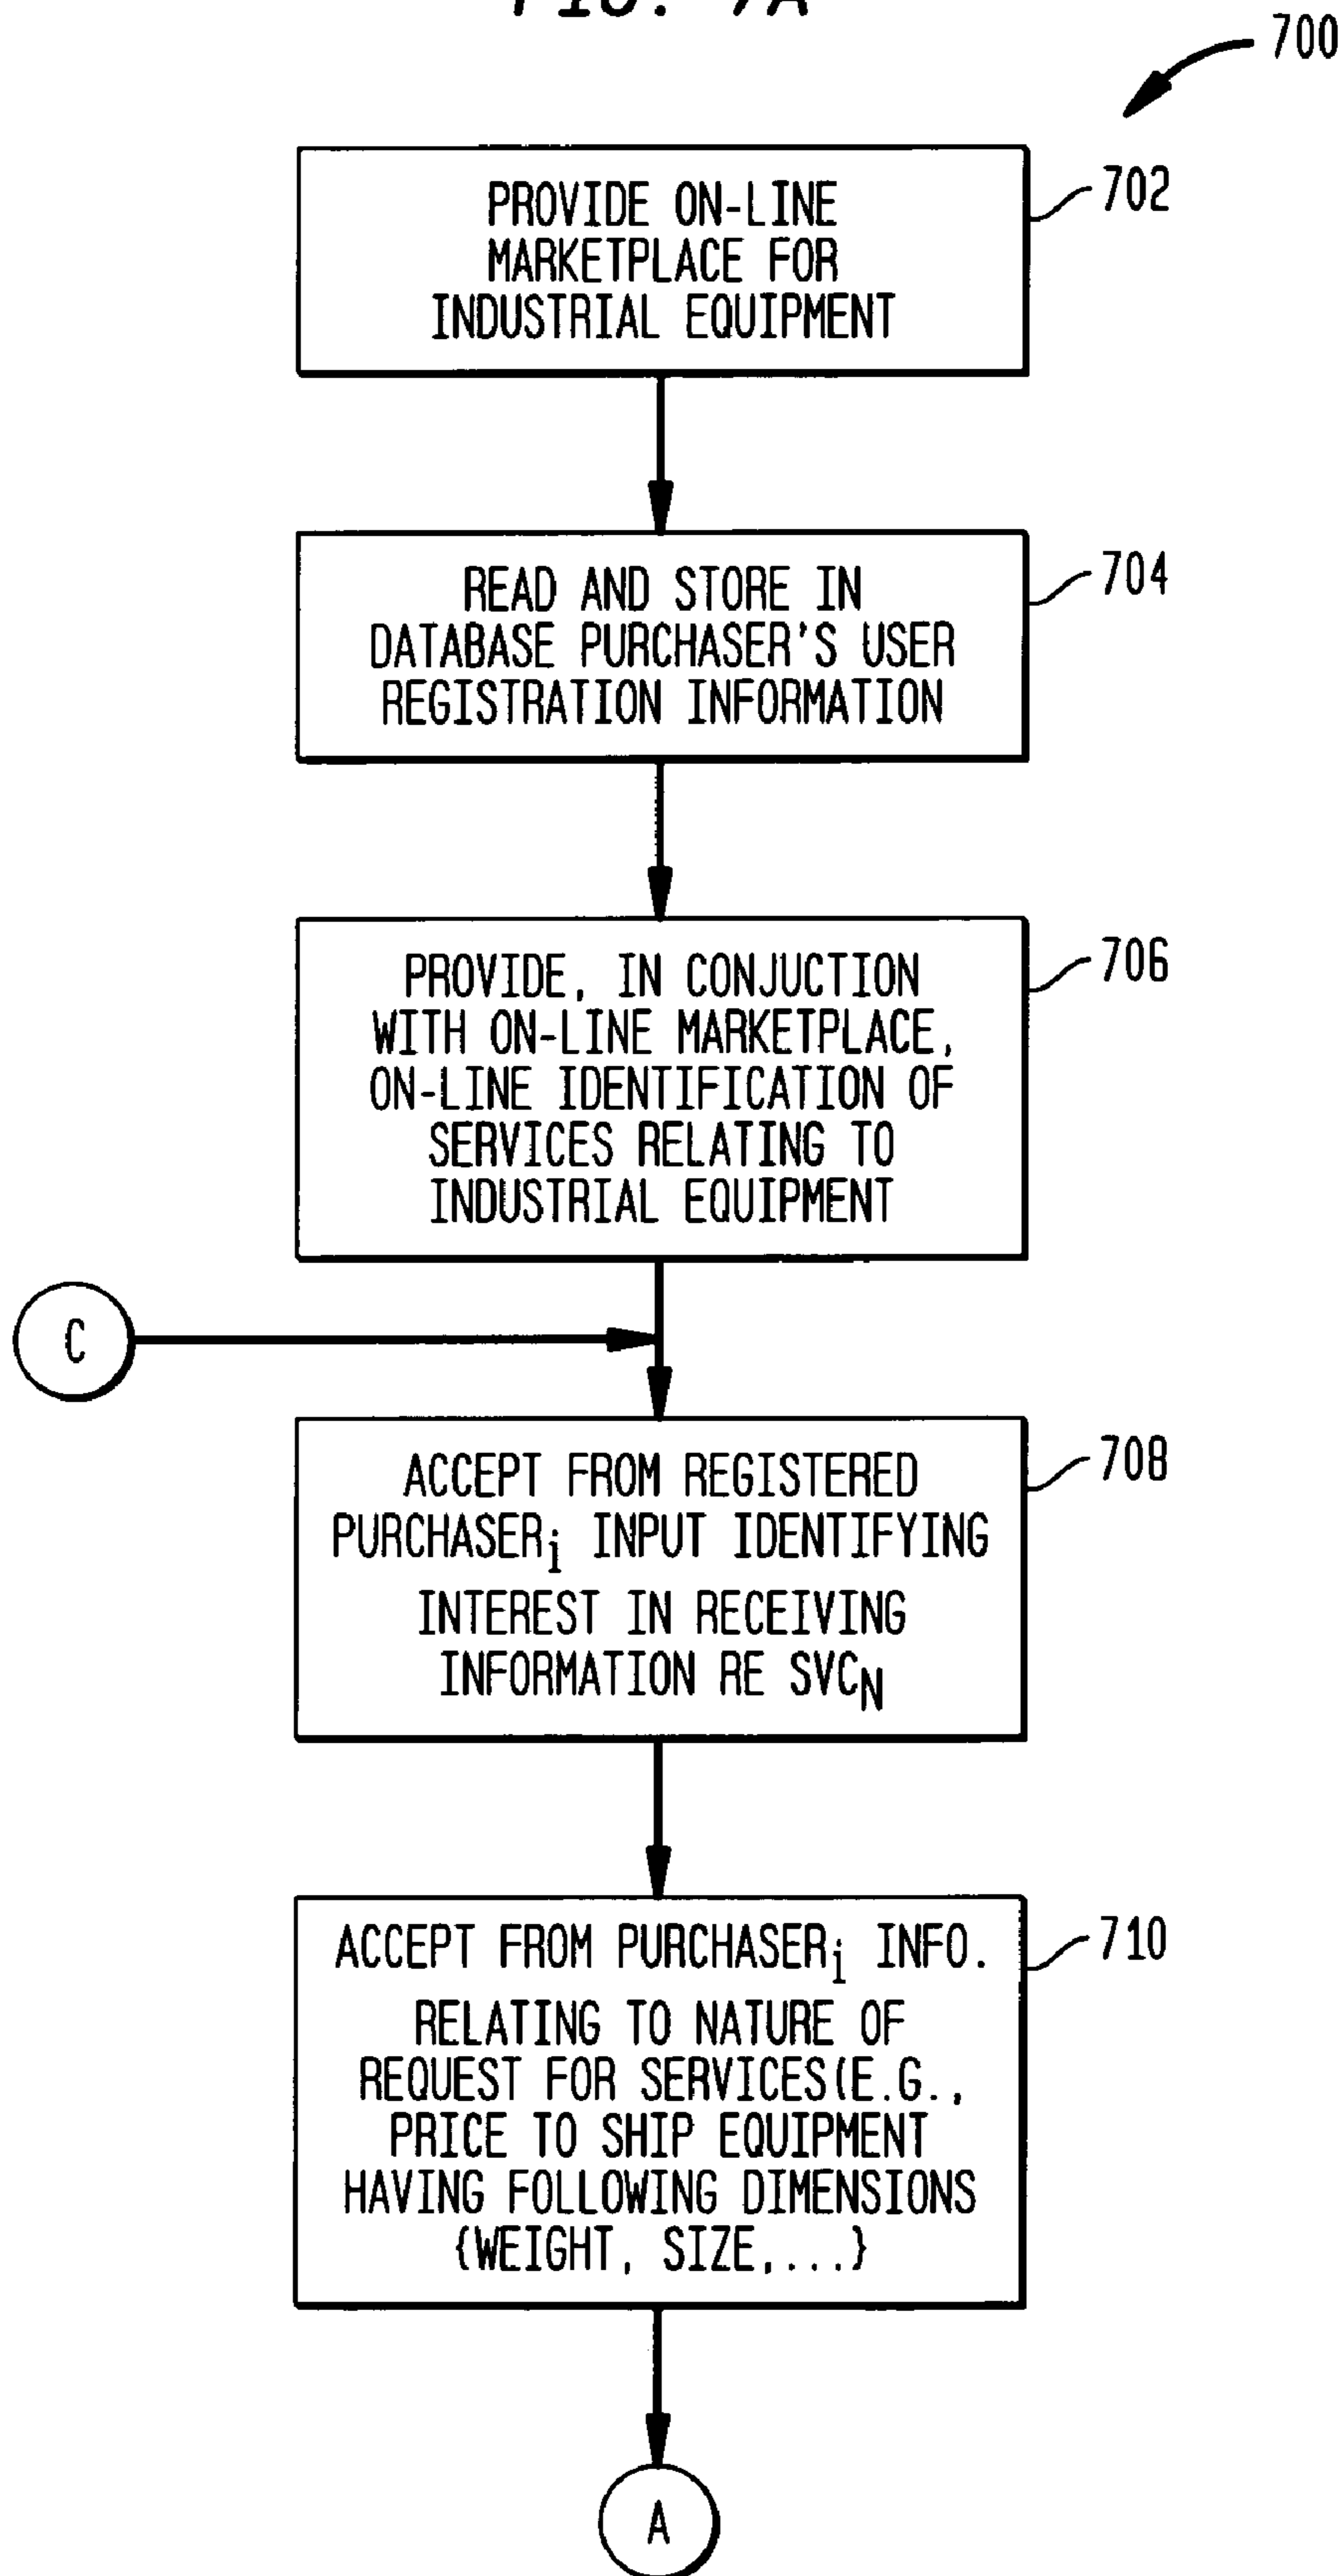 FIG. 7A
700
PROVIDE ON-LINE
MARKETPLACE FOR
INDUSTRIAL EQUIPMENT
702
READ AND STORE IN
DATABASE PURCHASER'S USER
REGISTRATION INFORMATION
704
PROVIDE, IN CONJUCTION
WITH ON-LINE MARKETPLACE,
ON-LINE IDENTIFICATION OF
SERVICES RELATING TO
INDUSTRIAL EQUIPMENT
706
C
ACCEPT FROM REGISTERED
PURCHASERi INPUT IDENTIFYING
INTEREST IN RECEIVING
INFORMATION RE SVCN
708
ACCEPT FROM PURCHASERi INFO.
RELATING TO NATURE OF
REQUEST FOR SERVICES(E.G.,
PRICE TO SHIP EQUIPMENT
HAVING FOLLOWING DIMENSIONS
{WEIGHT, SIZE,...}
710
A